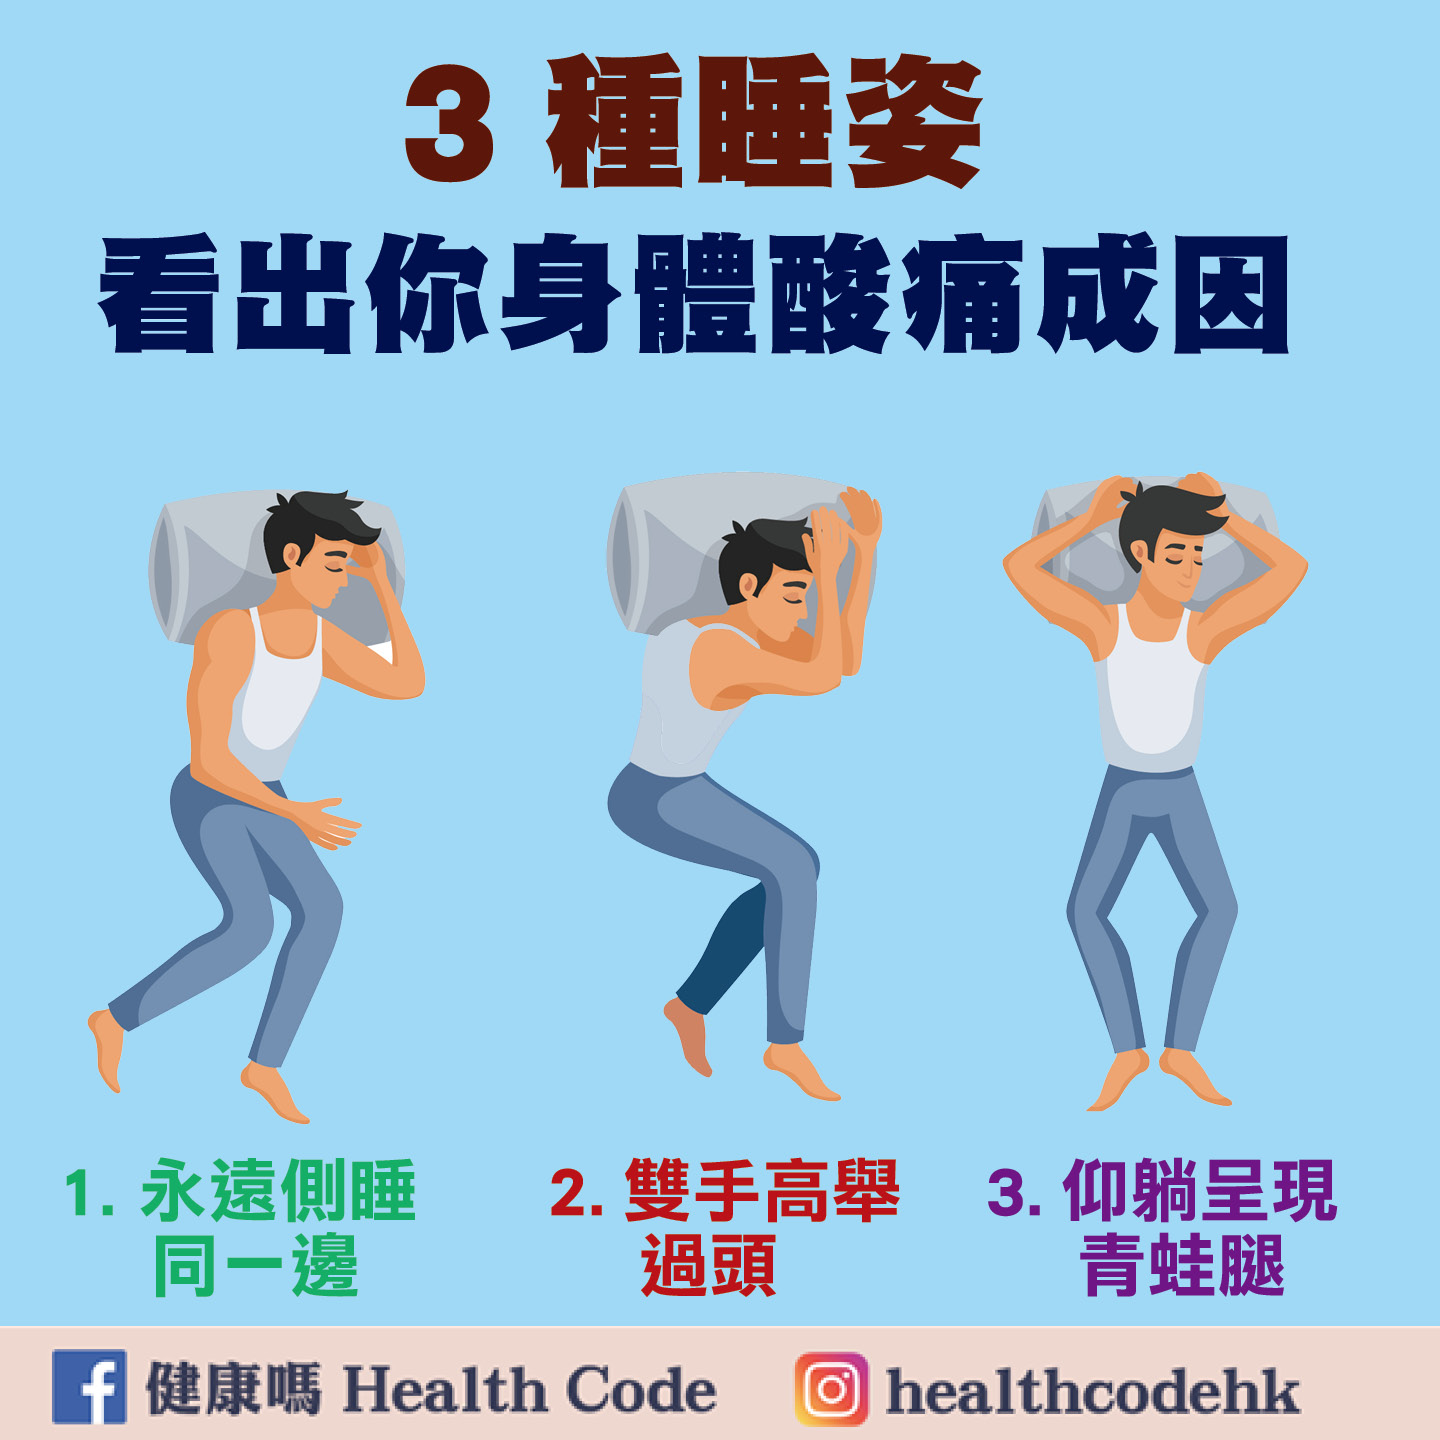 3 種睡姿
看出你身體酸痛成因
1. 永遠側睡
同一邊
2. 雙手高舉
過頭
3. 仰躺呈現
青蛙腿
健康嗎 Health Code
healthcodehk